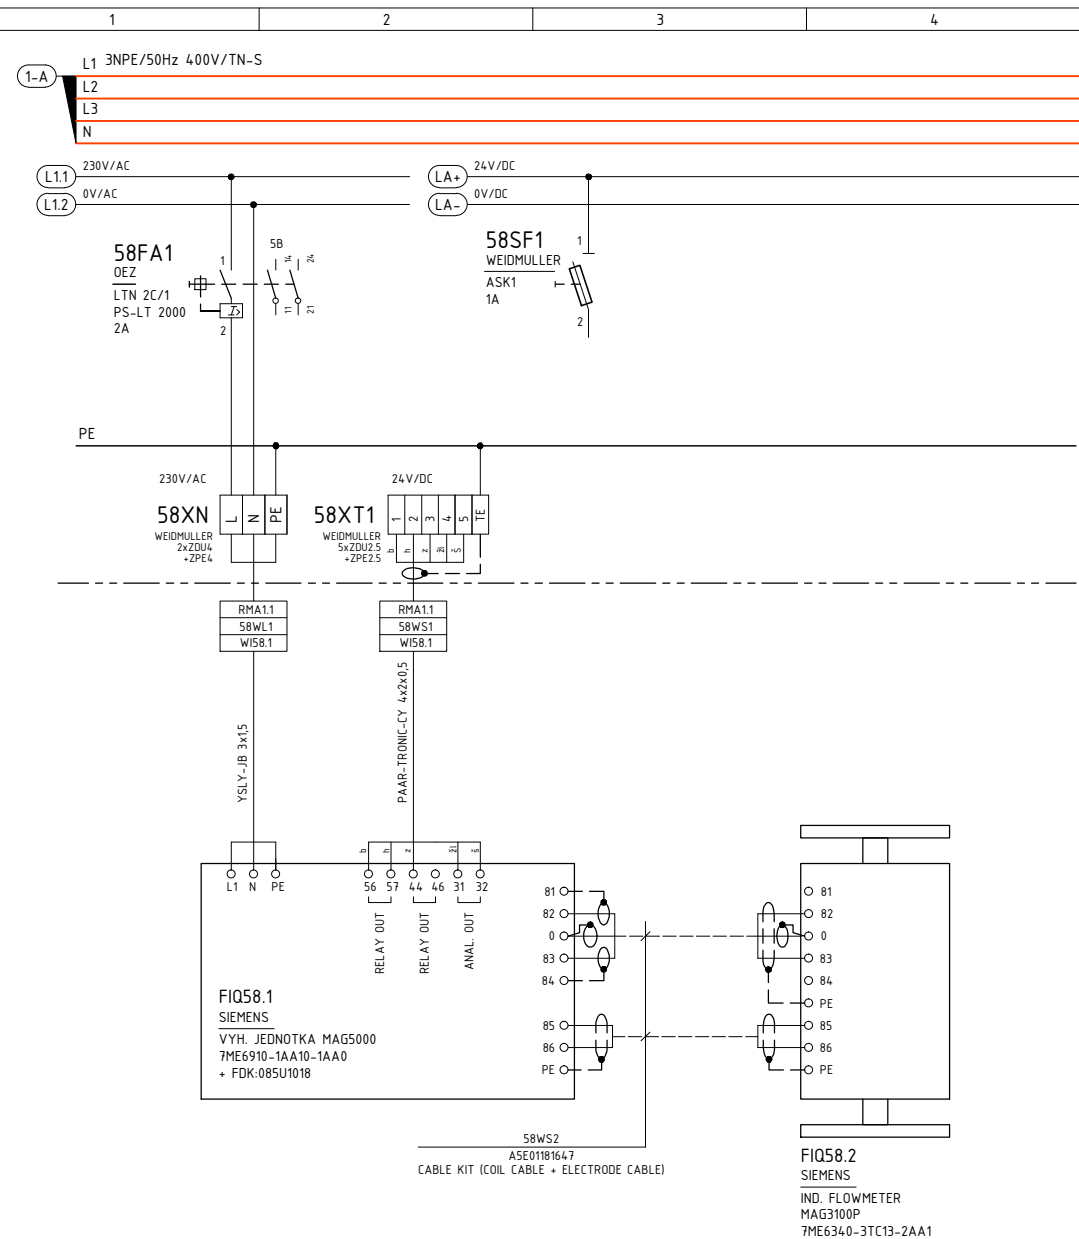 1 2 3 4
1-A
L1 3NPE/50Hz 400V/TN-S
L2
L3
N
L1.1 230V/AC
L1.2 0V/AC
LA+ 24V/DC
LA- 0V/DC
58FA1
OEZ
LTN 2C/1
PS-LT 2000
2A
1
2
I>
5B
14
24
11
21
58SF1
WEIDMULLER
ASK1
1A
1
2
PE
230V/AC
58XN
WEIDMULLER
2xZDU4
+ZPE4
L N PE
24V/DC
58XT1
WEIDMULLER
5xZDU2.5
+ZPE2.5
1 2 3 4 5 TE
b h z žl š
RMA1.1
58WL1
WI58.1
RMA1.1
58WS1
WI58.1
YSLY-JB 3x1,5
PAAR-TRONIC-CY 4x2x0,5
b h z žl š
L1 N PE
56 57 44 46 31 32
RELAY OUT
RELAY OUT
ANAL. OUT
81
82
0
83
84
85
86
PE
FIQ58.1
SIEMENS
VYH. JEDNOTKA MAG5000
7ME6910-1AA10-1AA0
+ FDK:085U1018
81
82
0
83
84
PE
85
86
PE
58WS2
A5E01181647
CABLE KIT (COIL CABLE + ELECTRODE CABLE)
FIQ58.2
SIEMENS
IND. FLOWMETER
MAG3100P
7ME6340-3TC13-2AA1